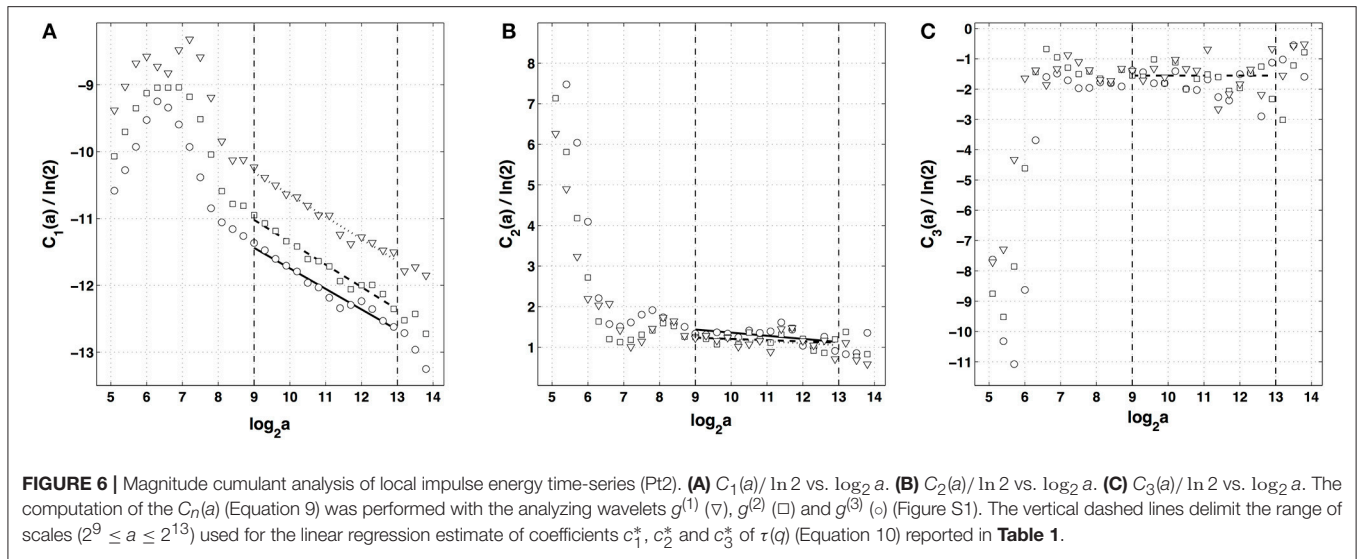 A
C₁(a) / ln(2)
-9
-10
-11
-12
-13
5 6 7 8 9 10 11 12 13 14
log₂a
B
C₂(a) / ln(2)
8
7
6
5
4
3
2
1
5 6 7 8 9 10 11 12 13 14
log₂a
C
C₃(a) / ln(2)
0
-1
-2
-3
-4
-5
-6
-7
-8
-9
-10
-11
5 6 7 8 9 10 11 12 13 14
log₂a
FIGURE 6 | Magnitude cumulant analysis of local impulse energy time-series (Pt2). (A) C₁(a)/ ln 2 vs. log₂ a. (B) C₂(a)/ ln 2 vs. log₂ a. (C) C₃(a)/ ln 2 vs. log₂ a. The
computation of the Cₙ(a) (Equation 9) was performed with the analyzing wavelets g⁽¹⁾ (▽), g⁽²⁾ (□) and g⁽³⁾ (○) (Figure S1). The vertical dashed lines delimit the range of
scales (2⁹ ≤ a ≤ 2¹³) used for the linear regression estimate of coefficients c₁*, c₂* and c₃* of τ(q) (Equation 10) reported in Table 1.